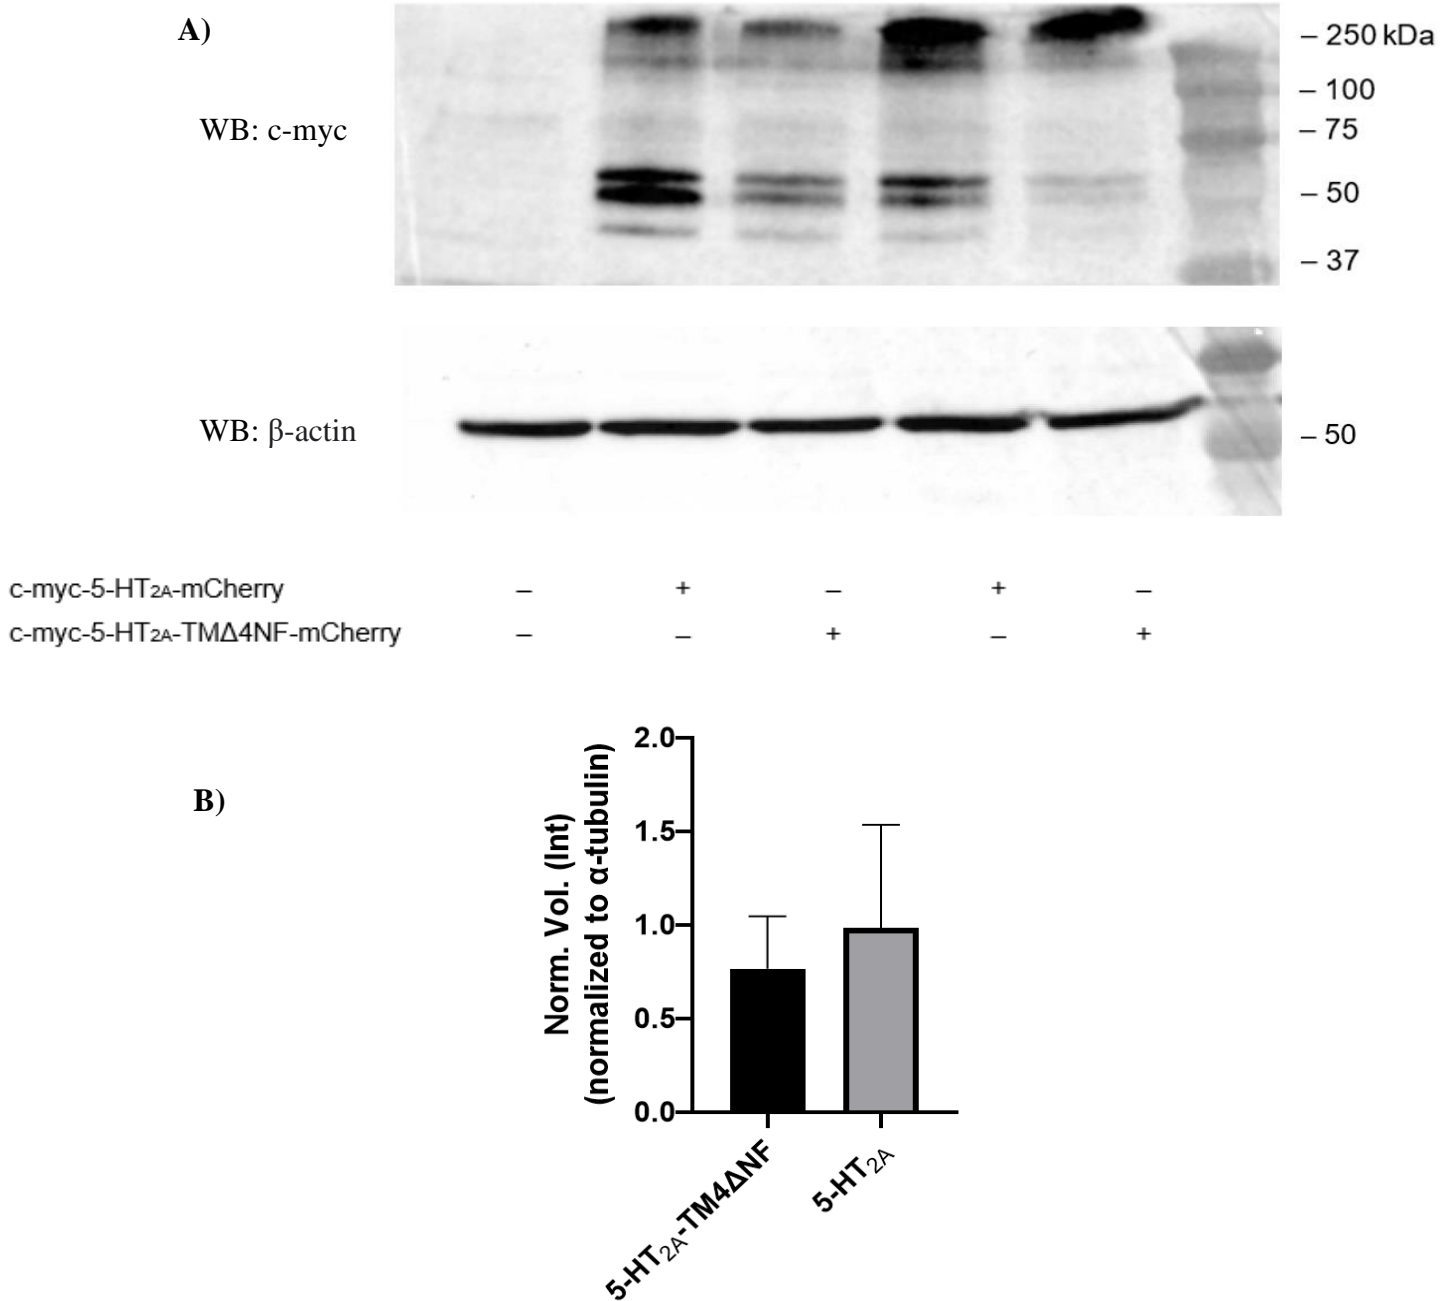 A)
– 250 kDa
– 100
– 75
– 50
– 37
WB: c-myc
WB: β-actin
– 50
c-myc-5-HT2A-mCherry – + – + –
c-myc-5-HT2A-TMΔ4NF-mCherry – – + – +
B)
Norm. Vol. (Int)
(normalized to α-tubulin)
2.0
1.5
1.0
0.5
0.0
5-HT2A-TM4ΔNF
5-HT2A